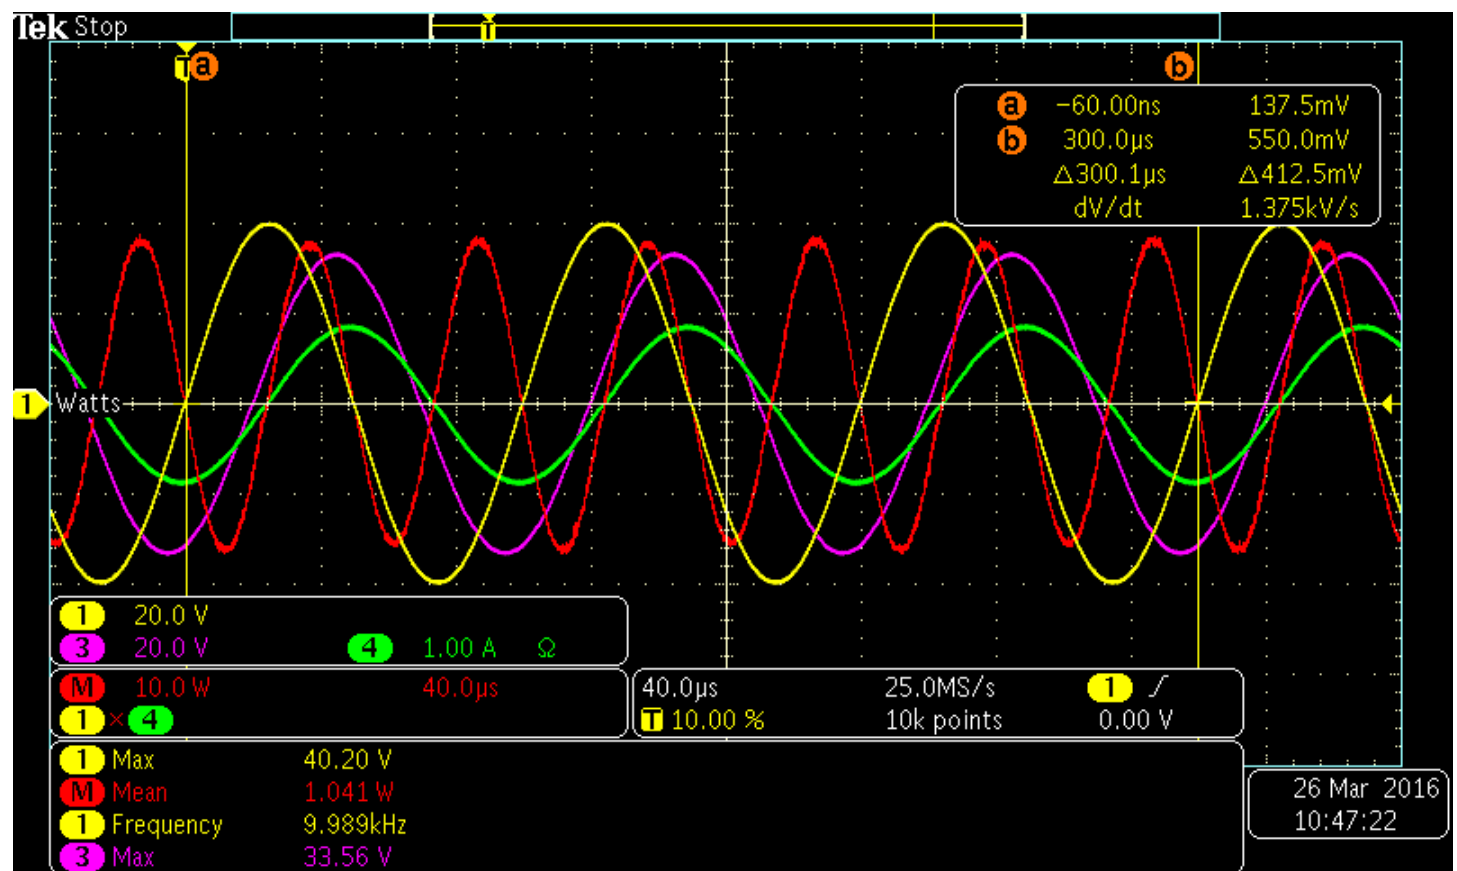 Tek Stop
T
T a b
a −60.00ns 137.5mV
b 300.0µs 550.0mV
△300.1µs △412.5mV
dV/dt 1.375kV/s
1 Watts
1 20.0 V
3 20.0 V 4 1.00 A Ω
M 10.0 W 40.0µs
1 × 4
40.0µs 25.0MS/s 1
T 10.00 % 10k points 0.00 V
1 Max 40.20 V
M Mean 1.041 W
1 Frequency 9.989kHz
3 Max 33.56 V
26 Mar 2016
10:47:22